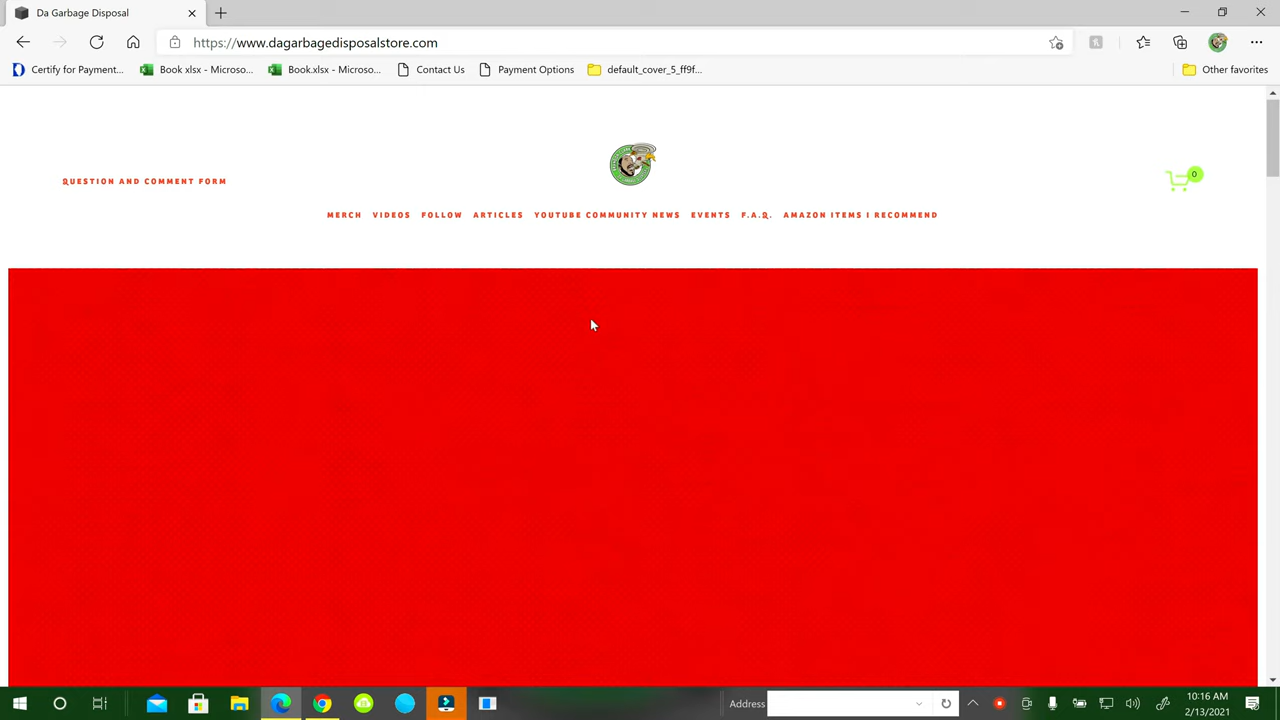 Da Garbage Disposal
https://www.dagarbagedisposalstore.com
Certify for Payment...
Book xlsx - Microso...
Book.xlsx - Microso...
Contact Us
Payment Options
default_cover_5_ff9f...
Other favorites
QUESTION AND COMMENT FORM
0
MERCH VIDEOS FOLLOW ARTICLES YOUTUBE COMMUNITY NEWS EVENTS F.A.Q. AMAZON ITEMS I RECOMMEND
Address
10:16 AM
2/13/2021